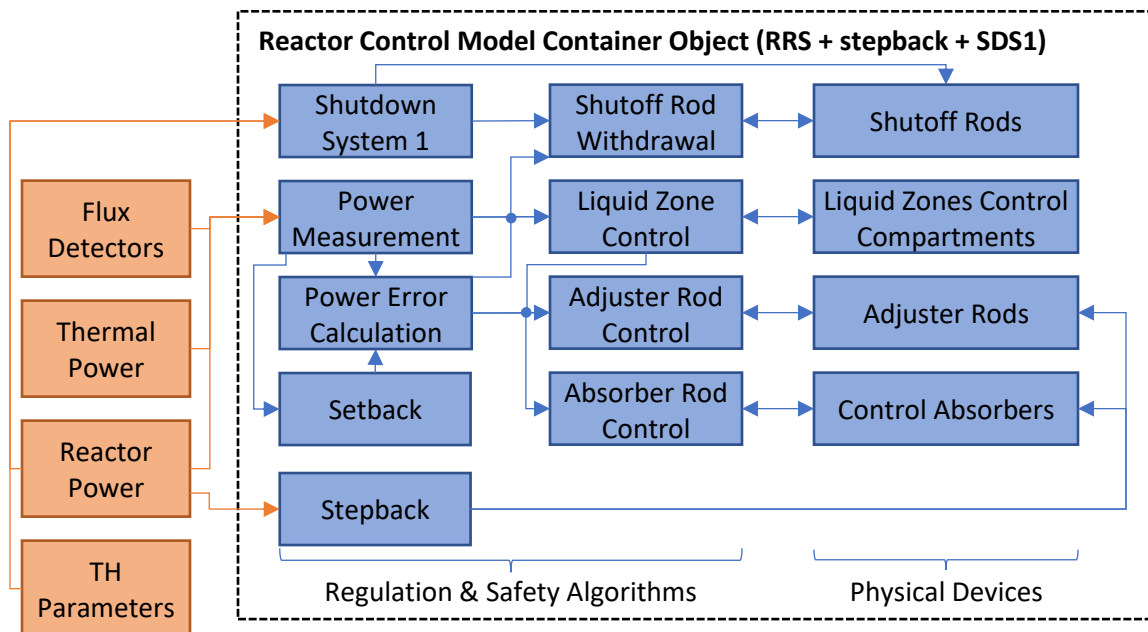 Reactor Control Model Container Object (RRS + stepback + SDS1)
Shutdown
System 1
Shutoff Rod
Withdrawal
Shutoff Rods
Flux
Detectors
Power
Measurement
Liquid Zone
Control
Liquid Zones Control
Compartments
Thermal
Power
Power Error
Calculation
Adjuster Rod
Control
Adjuster Rods
Setback
Absorber Rod
Control
Control Absorbers
Reactor
Power
Stepback
TH
Parameters
Regulation & Safety Algorithms
Physical Devices